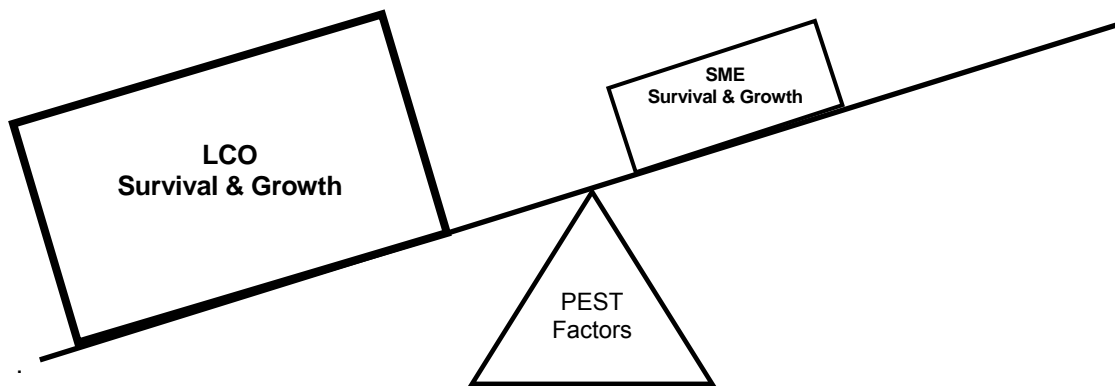 LCO
Survival & Growth
SME
Survival & Growth
PEST
Factors
.